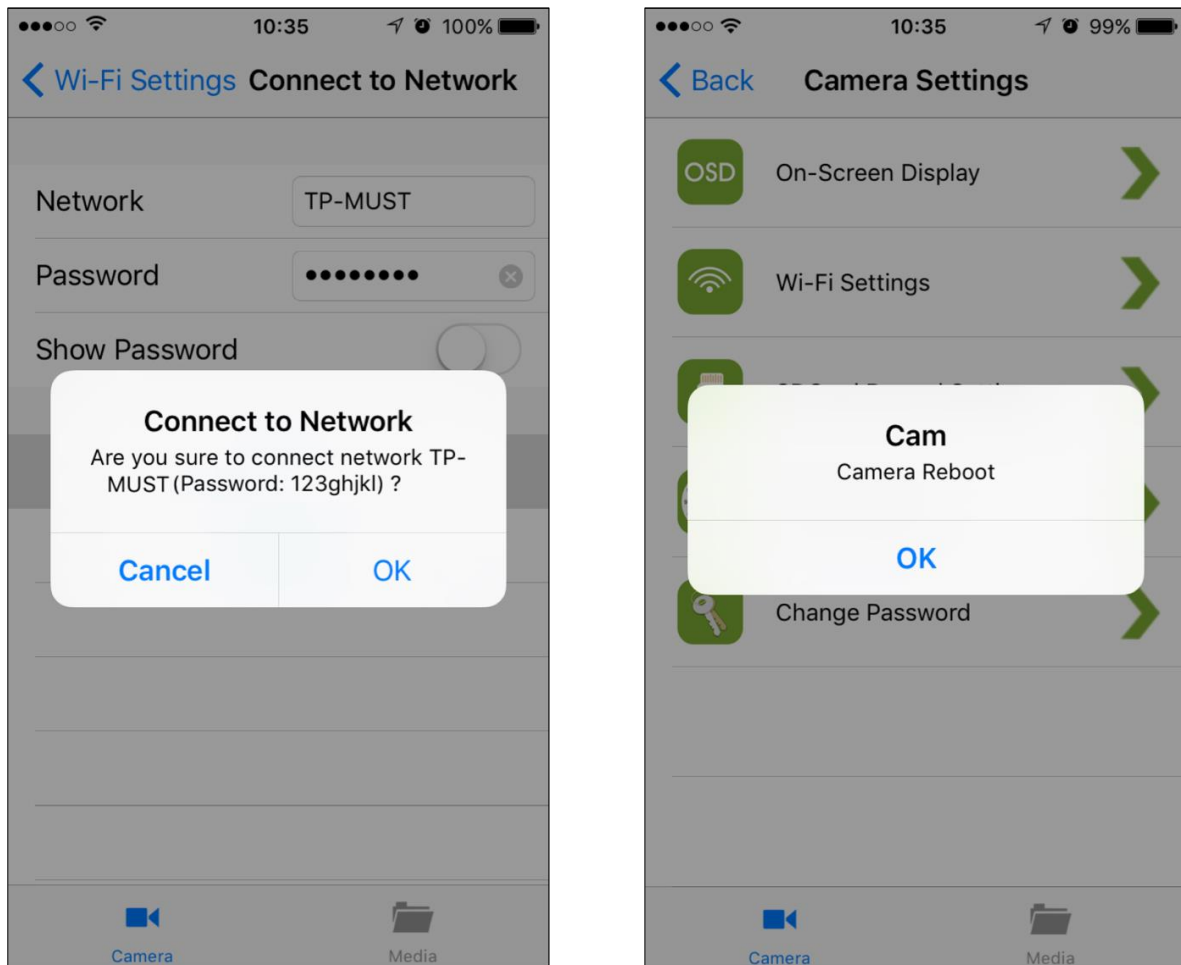 10:35
100%
Wi-Fi Settings
Connect to Network
Network
TP-MUST
Password
Show Password
Connect to Network
Are you sure to connect network TP-
MUST(Password: 123ghjkl) ?
Cancel
OK
Camera
Media
10:35
99%
Back
Camera Settings
OSD
On-Screen Display
Wi-Fi Settings
Cam
Camera Reboot
OK
Change Password
Camera
Media